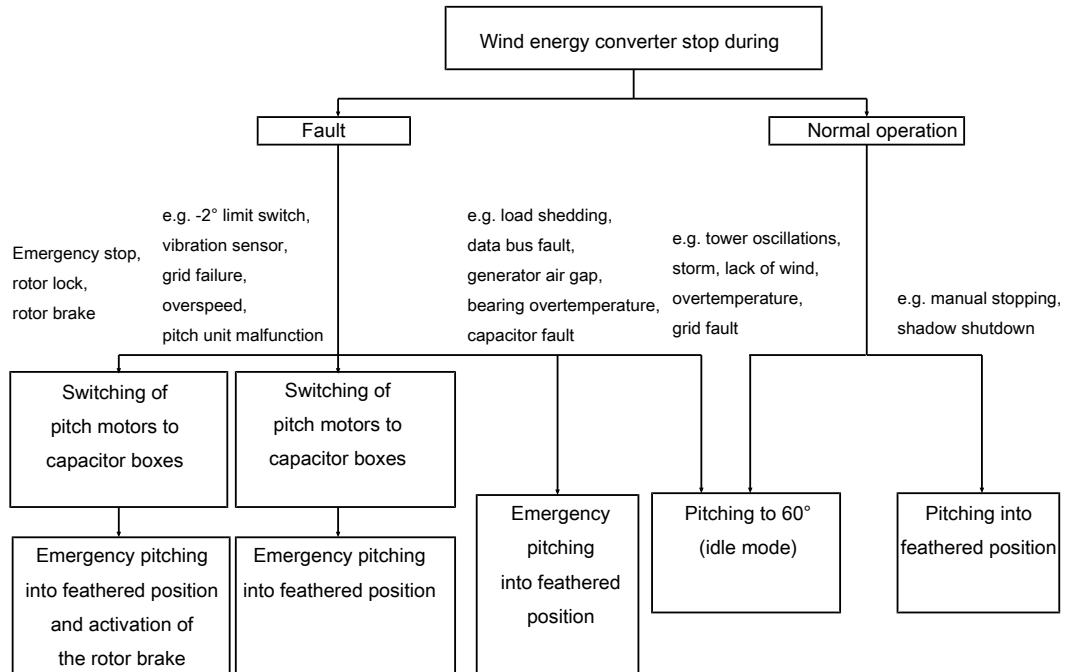 Wind energy converter stop during
Fault
Normal operation
Emergency stop,
rotor lock,
rotor brake
e.g. -2° limit switch,
vibration sensor,
grid failure,
overspeed,
pitch unit malfunction
e.g. load shedding,
data bus fault,
generator air gap,
bearing overtemperature,
capacitor fault
e.g. tower oscillations,
storm, lack of wind,
overtemperature,
grid fault
e.g. manual stopping,
shadow shutdown
Switching of
pitch motors to
capacitor boxes
Switching of
pitch motors to
capacitor boxes
Emergency pitching
into feathered position
and activation of
the rotor brake
Emergency pitching
into feathered position
Emergency
pitching
into feathered
position
Pitching to 60°
(idle mode)
Pitching into
feathered position